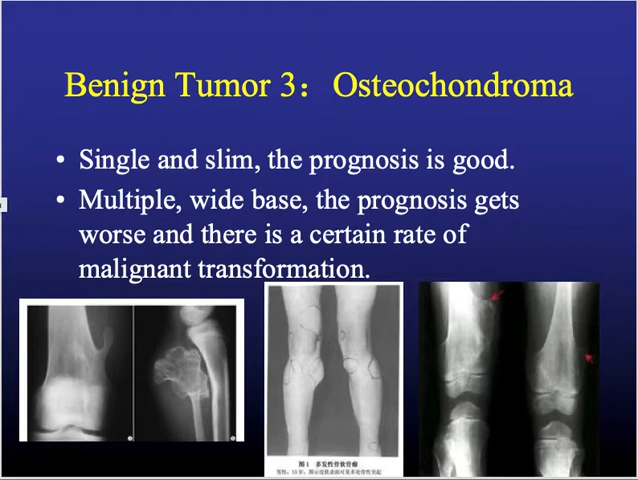 Benign Tumor 3：Osteochondroma
• Single and slim, the prognosis is good.
• Multiple, wide base, the prognosis gets
worse and there is a certain rate of
malignant transformation.
图 1 多发性骨软骨瘤